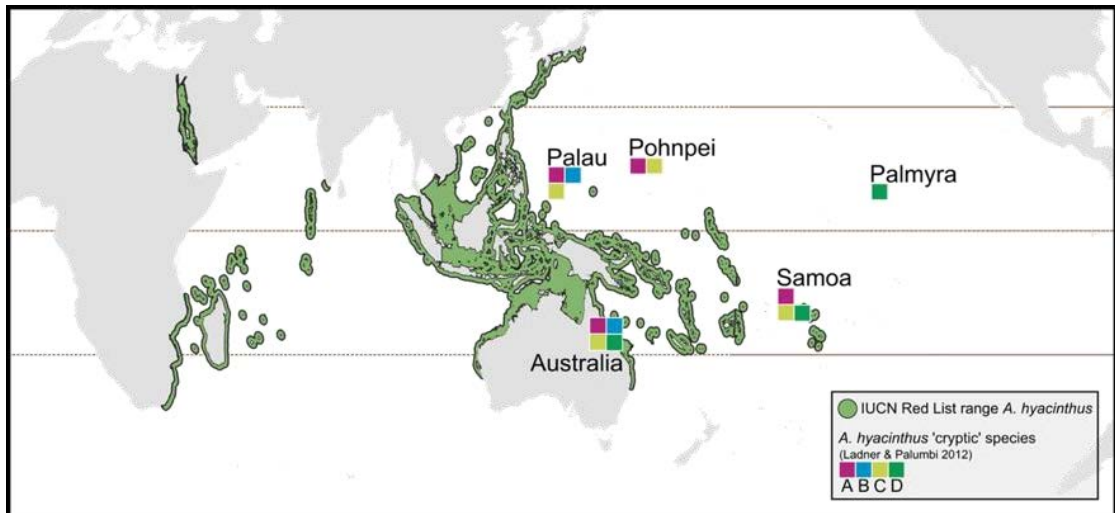 Palau
Pohnpei
Palmyra
Samoa
Australia
IUCN Red List range A. hyacinthus
A. hyacinthus 'cryptic' species
(Ladner & Palumbi 2012)
A B C D